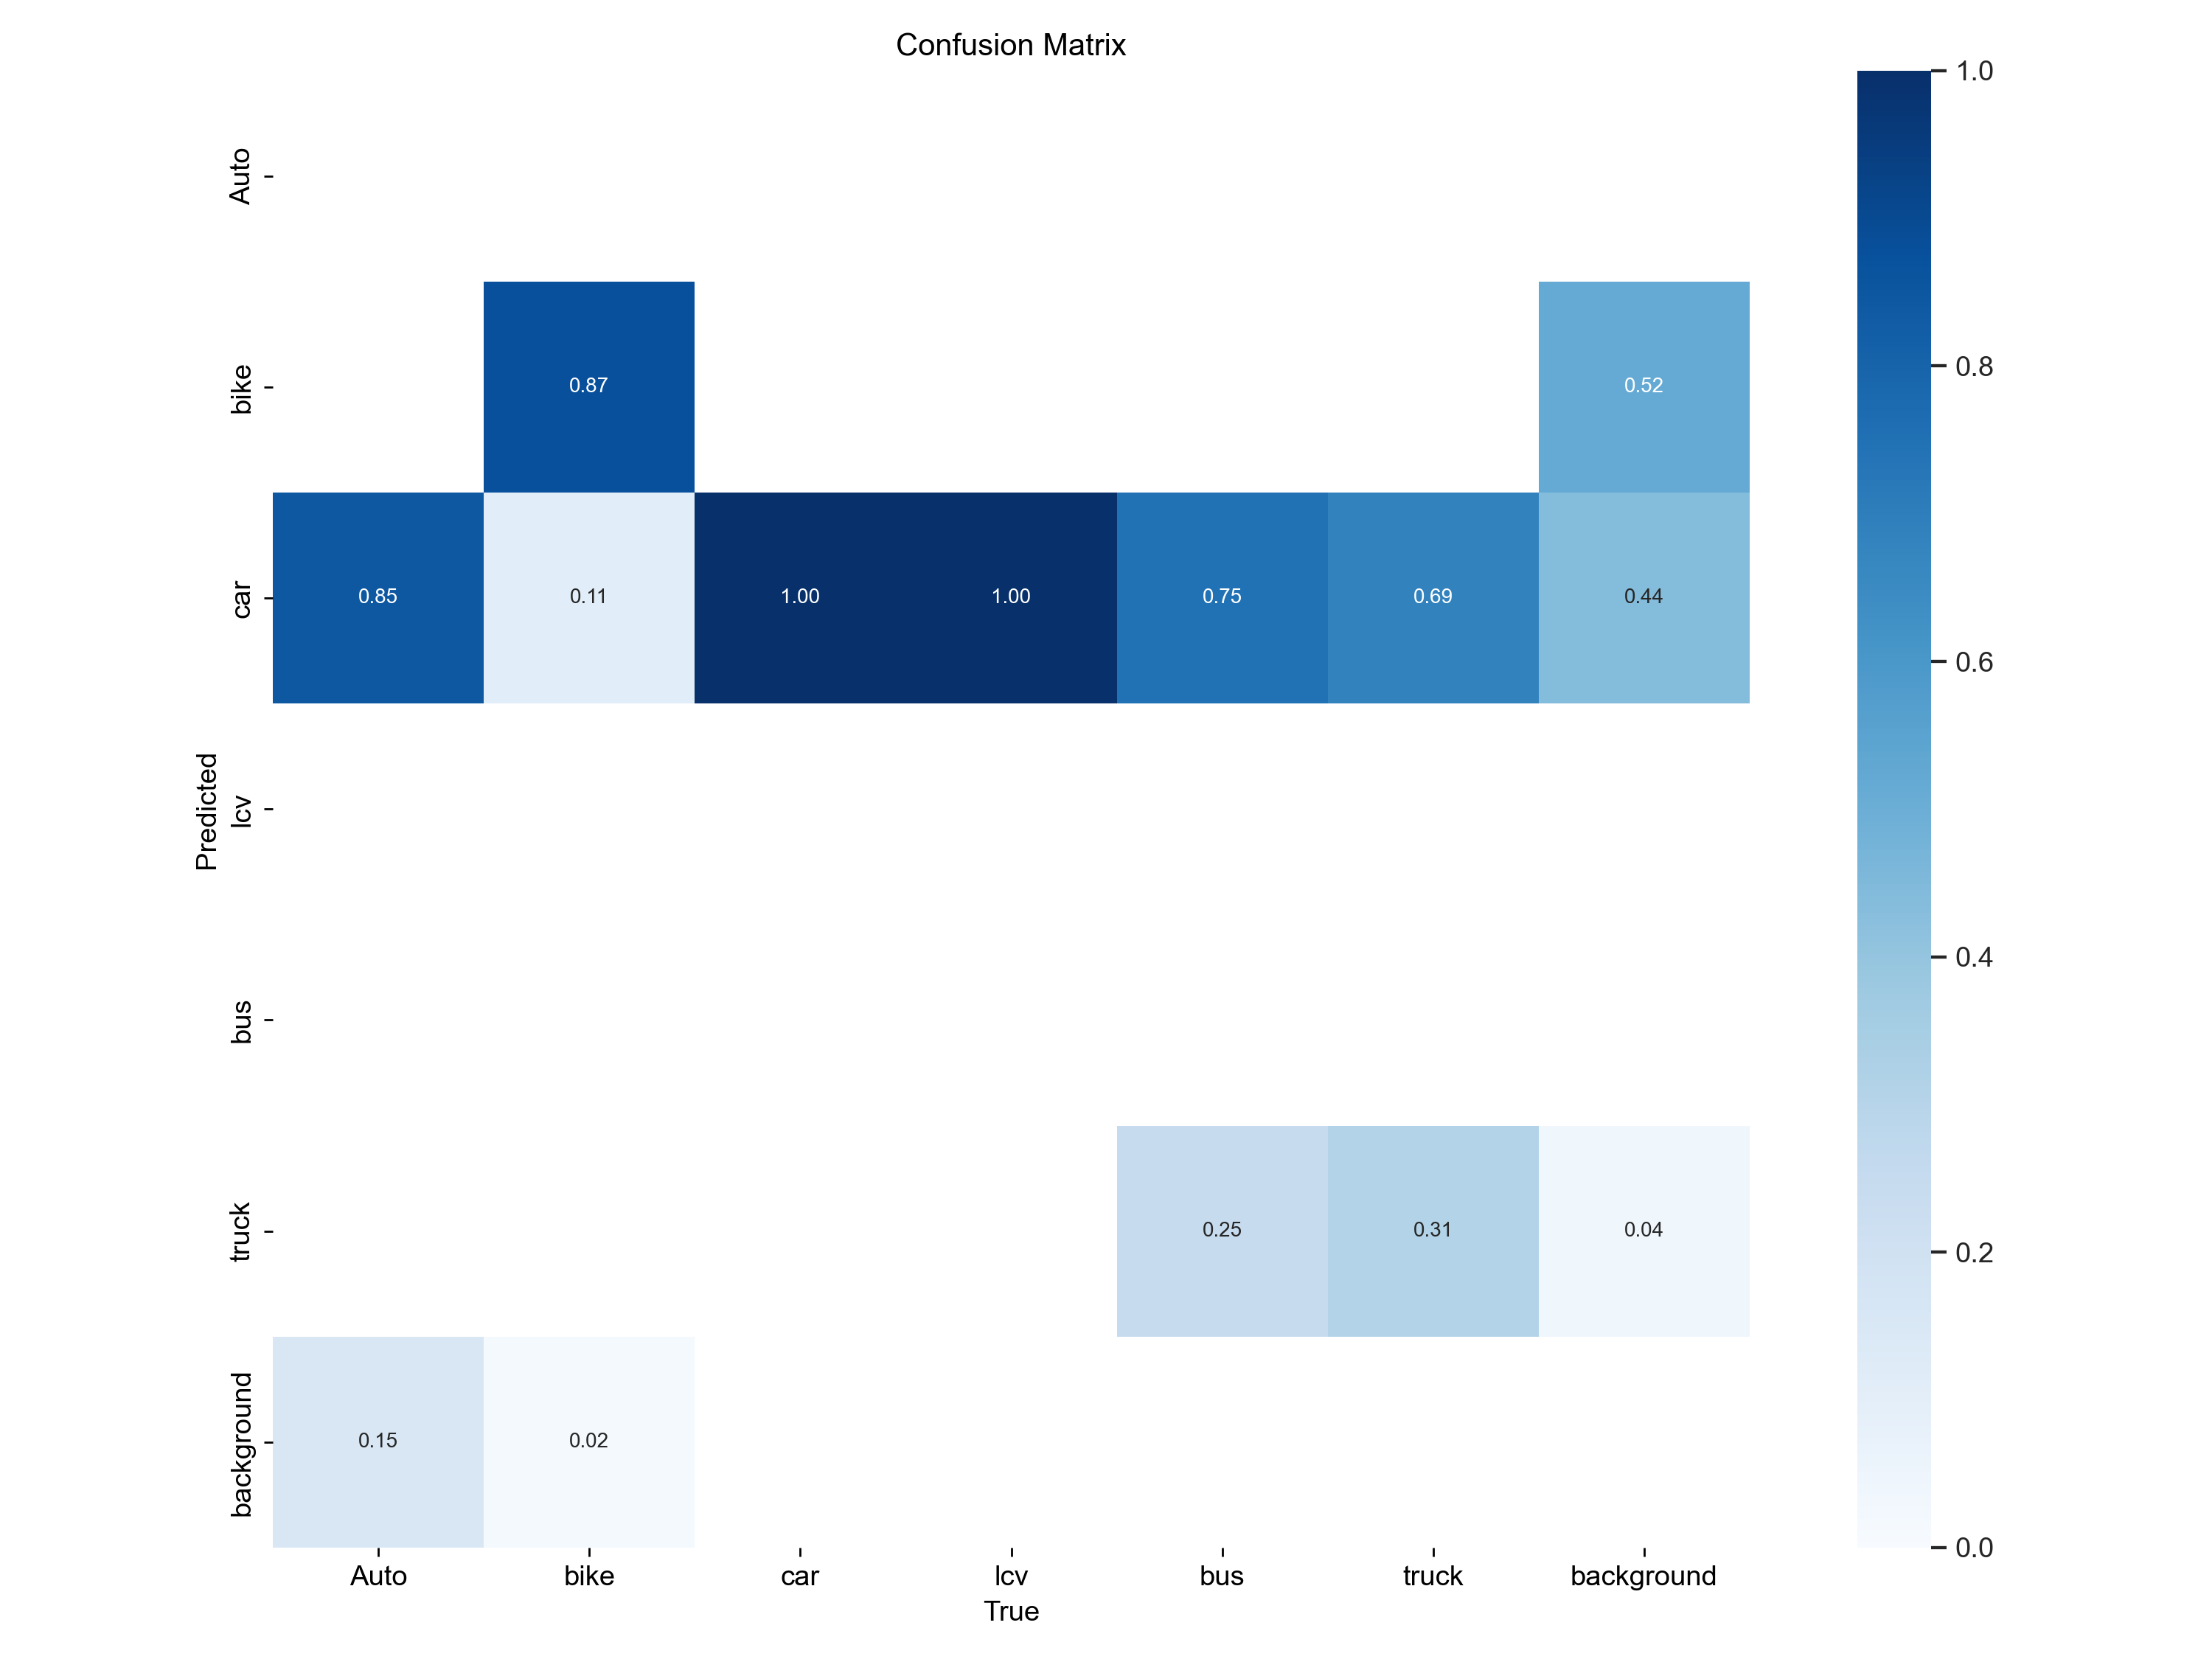 Confusion Matrix
1.0
Auto
0.8
bike
0.87
0.52
car
0.85
0.11
1.00
1.00
0.75
0.69
0.44
0.6
Predicted
lcv
0.4
bus
truck
0.25
0.31
0.04
0.2
background
0.15
0.02
0.0
Auto
bike
car
lcv
bus
truck
background
True